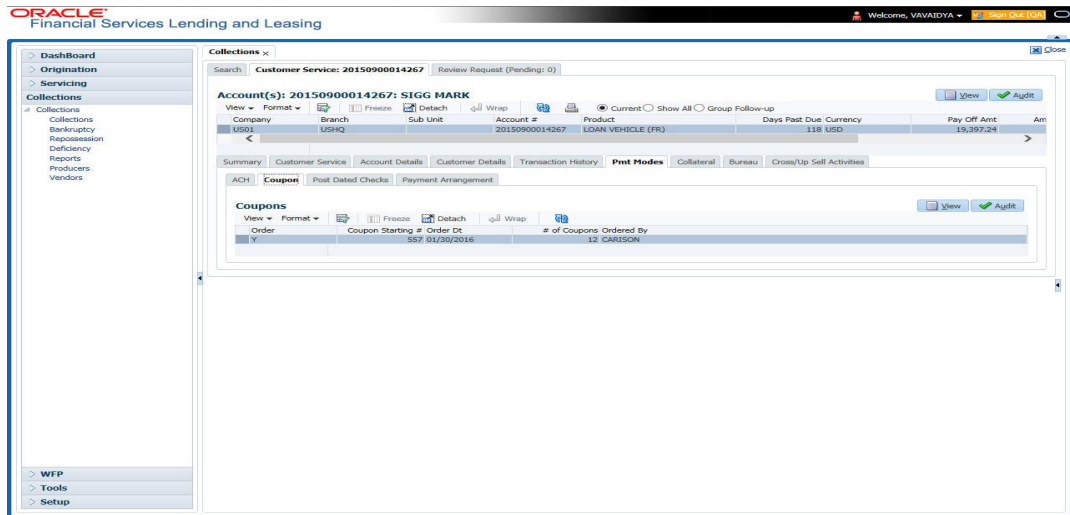 ORACLE
Financial Services Lending and Leasing
Welcome, VAVAIDYA
Sign Out [QA]
Close
DashBoard
Origination
Servicing
Collections
Collections
Collections
Bankruptcy
Repossession
Deficiency
Reports
Producers
Vendors
WFP
Tools
Setup
Collections
Search Customer Service: 20150900014267 Review Request (Pending: 0)
Account(s): 20150900014267: SIGG MARK
View Audit
View Format Freeze Detach Wrap Current Show All Group Follow-up
Company Branch Sub Unit Account # Product Days Past Due Currency Pay Off Amt Am
US01 USHQ 20150900014267 LOAN VEHICLE (FR) 118 USD 19,397.24
Summary Customer Service Account Details Customer Details Transaction History Pmt Modes Collateral Bureau Cross/Up Sell Activities
ACH Coupon Post Dated Checks Payment Arrangement
Coupons
View Audit
View Format Freeze Detach Wrap
Order Coupon Starting # Order Dt # of Coupons Ordered By
Y 557 01/30/2016 12 CARISON